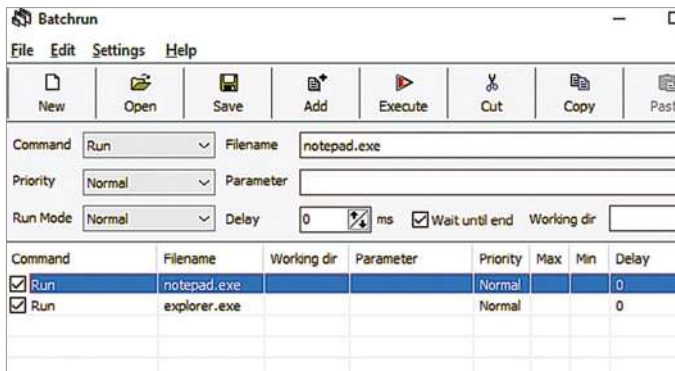 Batchrun
File Edit Settings Help
New Open Save Add Execute Cut Copy Past
Command Run Filename notepad.exe
Priority Normal Parameter
Run Mode Normal Delay 0 ms Wait until end Working dir
Command Filename Working dir Parameter Priority Max Min Delay
Run notepad.exe Normal 0
Run explorer.exe Normal 0